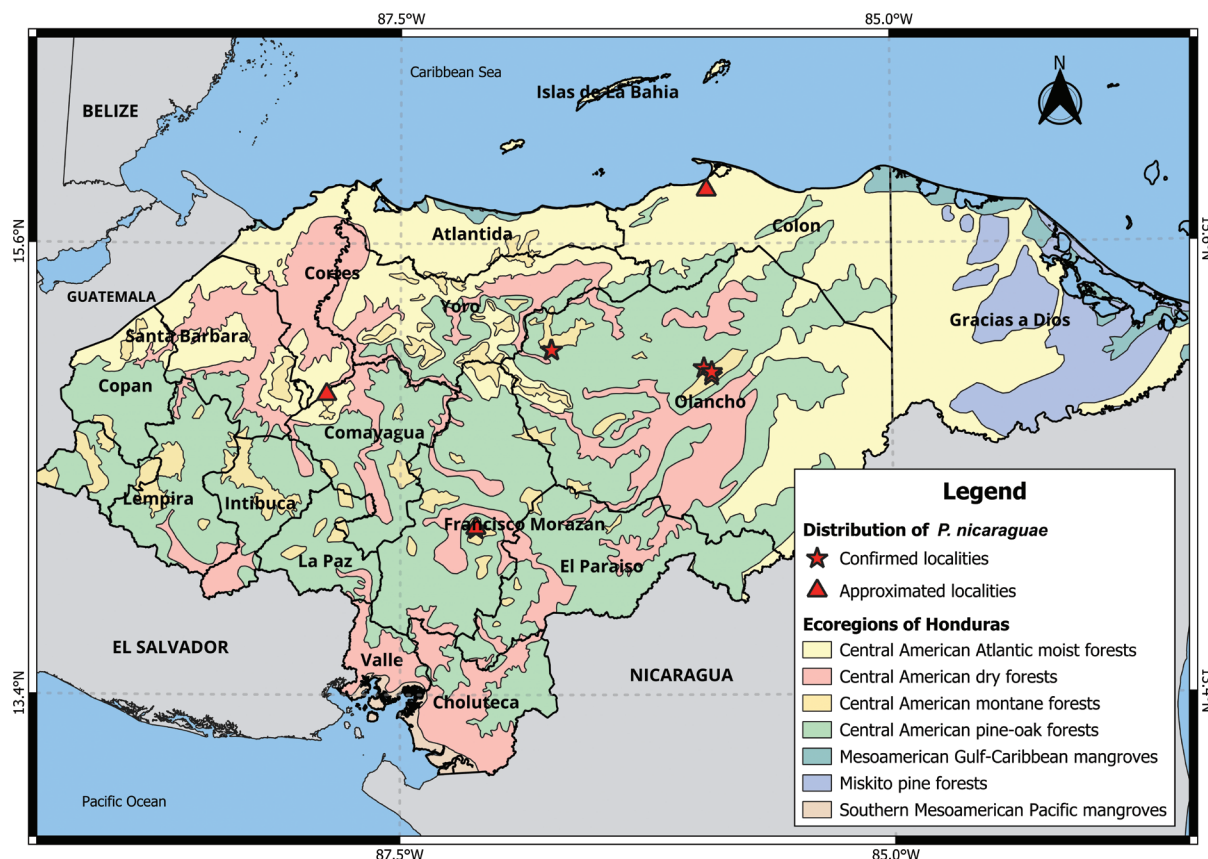 87.5°W
85.0°W
Caribbean Sea
N
Islas de La Bahia
BELIZE
15.6°N
15.6°N
Atlantida
Colon
Cortes
GUATEMALA
Yoro
Gracias a Dios
Santa Barbara
Copan
Olancho
Comayagua
Lempira
Intibuca
Francisco Morazan
La Paz
El Paraiso
EL SALVADOR
Valle
NICARAGUA
Choluteca
13.4°N
13.4°N
Pacific Ocean
Legend
Distribution of P. nicaraguae
Confirmed localities
Approximated localities
Ecoregions of Honduras
Central American Atlantic moist forests
Central American dry forests
Central American montane forests
Central American pine-oak forests
Mesoamerican Gulf-Caribbean mangroves
Miskito pine forests
Southern Mesoamerican Pacific mangroves
87.5°W
85.0°W